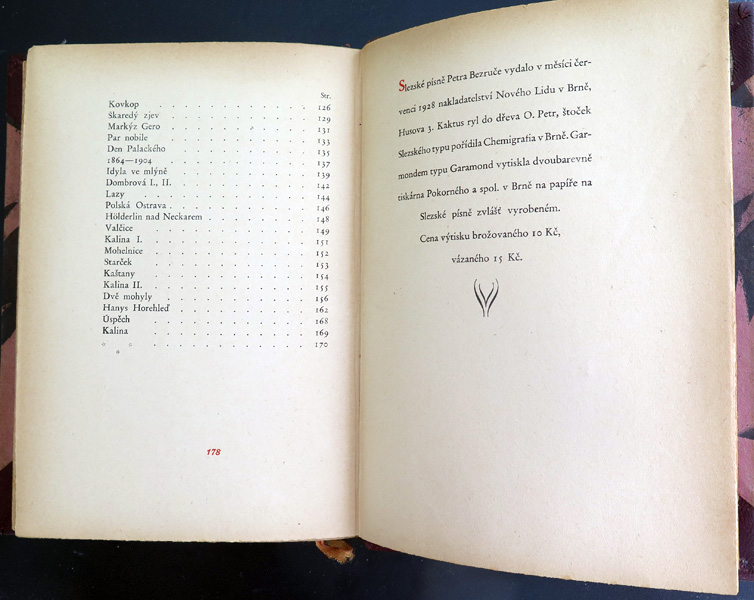 Str.
Kovkop . . . . . . . . . . 126
Škaredý zjev . . . . . . . . . . 129
Markýz Gero . . . . . . . . . . 131
Par nobile . . . . . . . . . . 133
Den Palackého . . . . . . . . . 135
1864—1904 . . . . . . . . . 137
Idyla ve mlýně . . . . . . . . . 139
Dombrová I., II. . . . . . . . . . 142
Lazy . . . . . . . . . . 144
Polská Ostrava . . . . . . . . . 146
Hölderlin nad Neckarem . . . . . . . 148
Valčice . . . . . . . . . . 149
Kalina I. . . . . . . . . . . 151
Mohelnice . . . . . . . . . . 152
Starček . . . . . . . . . . 153
Kaštany . . . . . . . . . . 154
Kalina II. . . . . . . . . . . 155
Dvě mohyly . . . . . . . . . . 156
Hanys Horehleď . . . . . . . . . 162
Úspěch . . . . . . . . . . 168
Kalina . . . . . . . . . . 169
° ° ° . . . . . . . . . . 170
178
Slezské písně Petra Bezruče vydalo v měsíci čer-
venci 1928 nakladatelství Nového Lidu v Brně,
Husova 3. Kaktus ryl do dřeva O. Petr, štoček
Slezského typu pořídila Chemigrafia v Brně. Gar-
mondem typu Garamond vytiskla dvoubarevně
tiskárna Pokorného a spol. v Brně na papíře na
Slezské písně zvlášť vyrobeném.
Cena výtisku brožovaného 10 Kč,
vázaného 15 Kč.